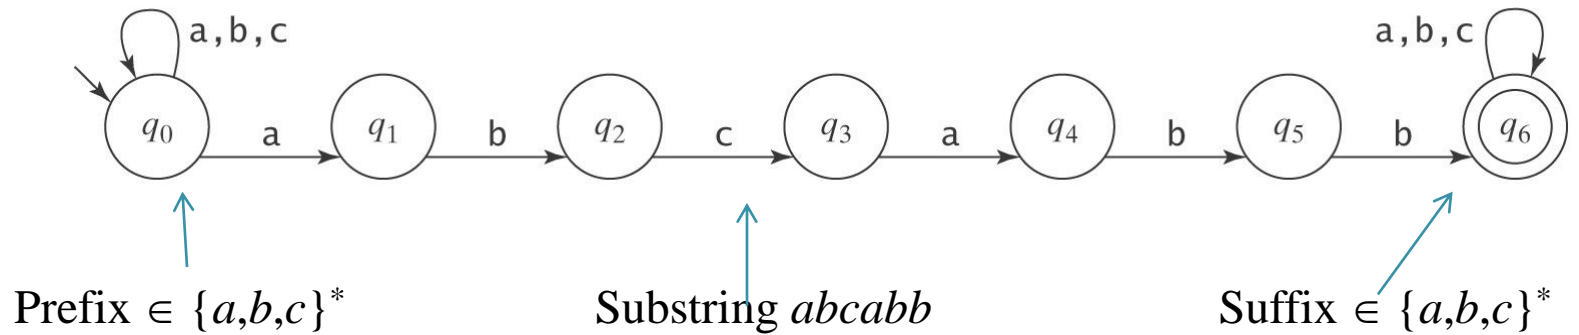 a,b,c a,b,c
q0 a q1 b q2 c q3 a q4 b q5 b q6
Prefix ∈ {a,b,c}* Substring abcabb Suffix ∈ {a,b,c}*